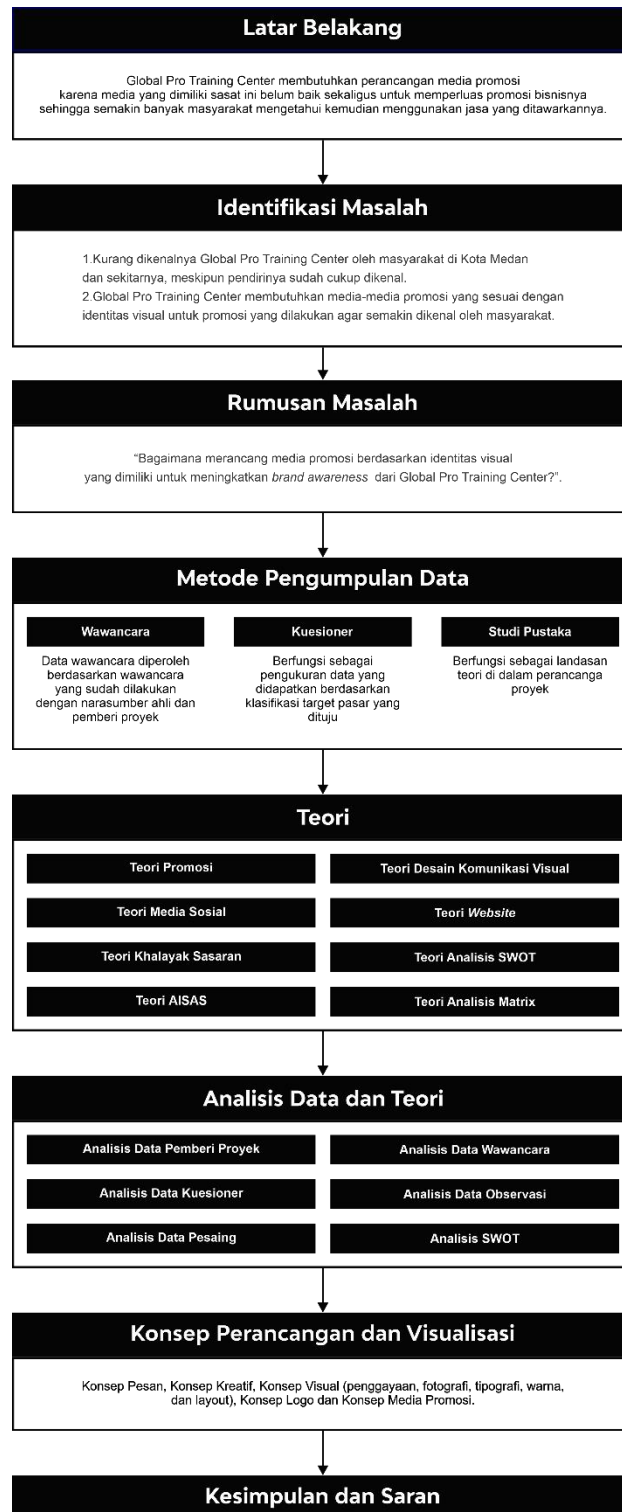 Latar Belakang
Global Pro Training Center membutuhkan perancangan media promosi
karena media yang dimiliki sasat ini belum baik sekaligus untuk memperluas promosi bisnisnya
sehingga semakin banyak masyarakat mengetahui kemudian menggunakan jasa yang ditawarkannya.
Identifikasi Masalah
1.Kurang dikenalnya Global Pro Training Center oleh masyarakat di Kota Medan
dan sekitarnya, meskipun pendirinya sudah cukup dikenal.
2.Global Pro Training Center membutuhkan media-media promosi yang sesuai dengan
identitas visual untuk promosi yang dilakukan agar semakin dikenal oleh masyarakat.
Rumusan Masalah
“Bagaimana merancang media promosi berdasarkan identitas visual
yang dimiliki untuk meningkatkan brand awareness dari Global Pro Training Center?”.
Metode Pengumpulan Data
Wawancara
Data wawancara diperoleh
berdasarkan wawancara
yang sudah dilakukan
dengan narasumber ahli dan
pemberi proyek
Kuesioner
Berfungsi sebagai
pengukuran data yang
didapatkan berdasarkan
klasifikasi target pasar yang
dituju
Studi Pustaka
Berfungsi sebagai landasan
teori di dalam perancanga
proyek
Teori
Teori Promosi
Teori Desain Komunikasi Visual
Teori Media Sosial
Teori Website
Teori Khalayak Sasaran
Teori Analisis SWOT
Teori AISAS
Teori Analisis Matrix
Analisis Data dan Teori
Analisis Data Pemberi Proyek
Analisis Data Wawancara
Analisis Data Kuesioner
Analisis Data Observasi
Analisis Data Pesaing
Analisis SWOT
Konsep Perancangan dan Visualisasi
Konsep Pesan, Konsep Kreatif, Konsep Visual (penggayaan, fotografi, tipografi, warna,
dan layout), Konsep Logo dan Konsep Media Promosi.
Kesimpulan dan Saran